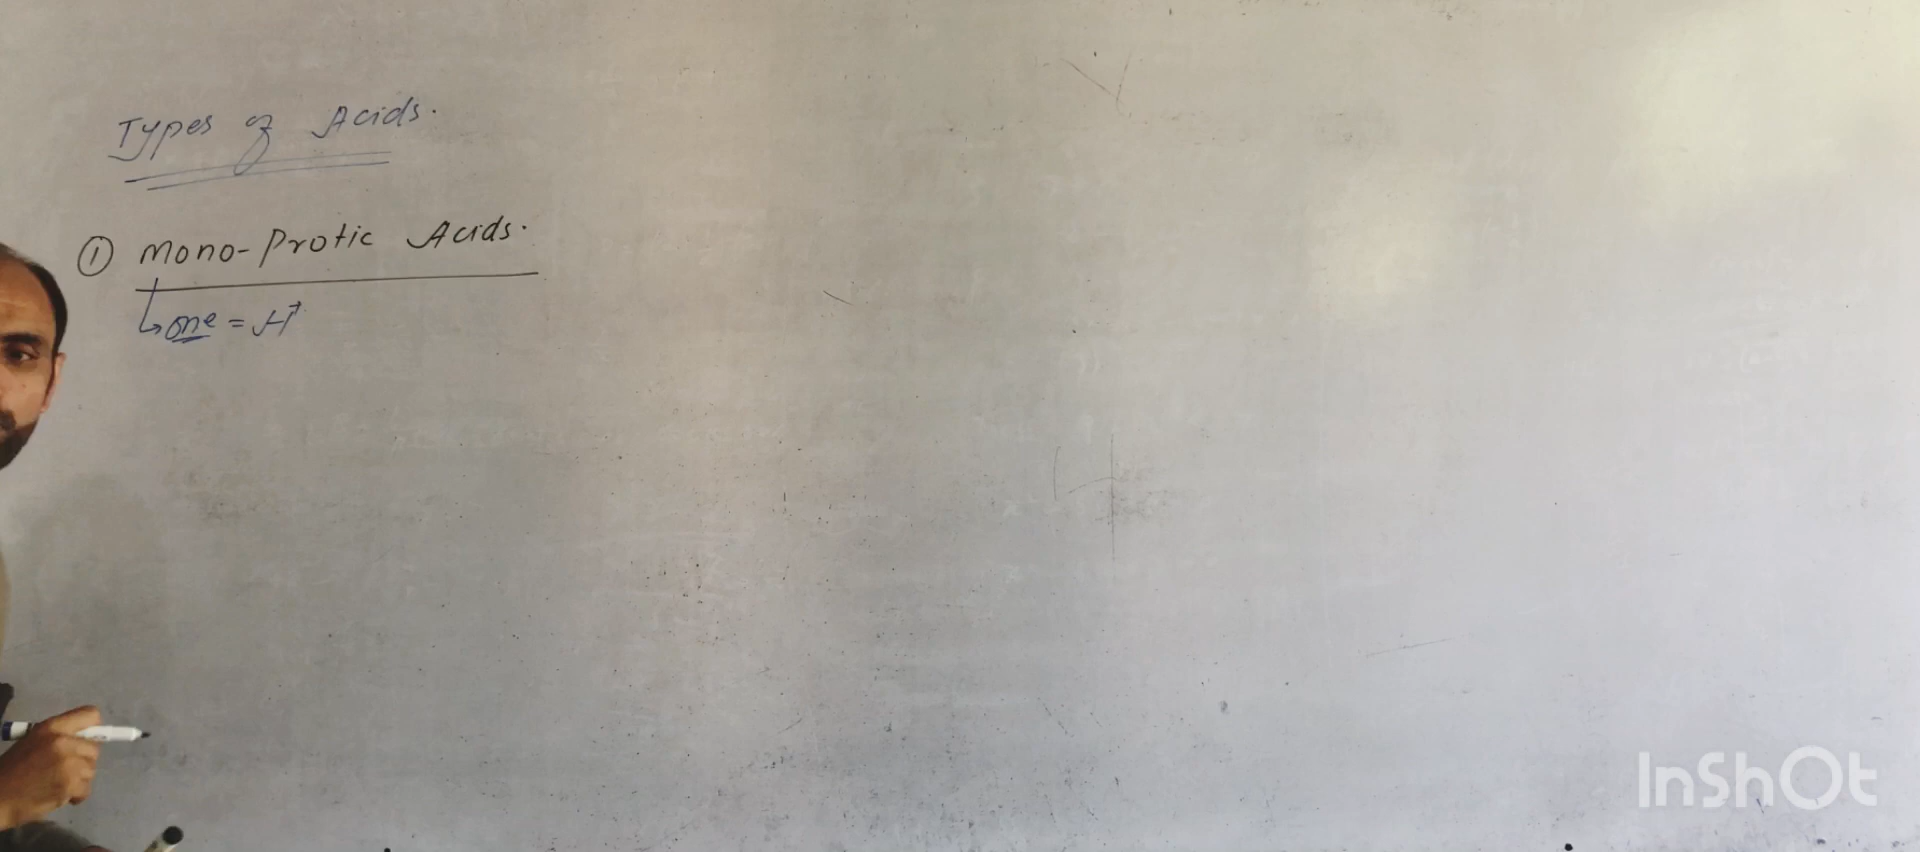 Types of Acids.
① Mono-Protic Acids.
↳ one = H⁺
InShOt